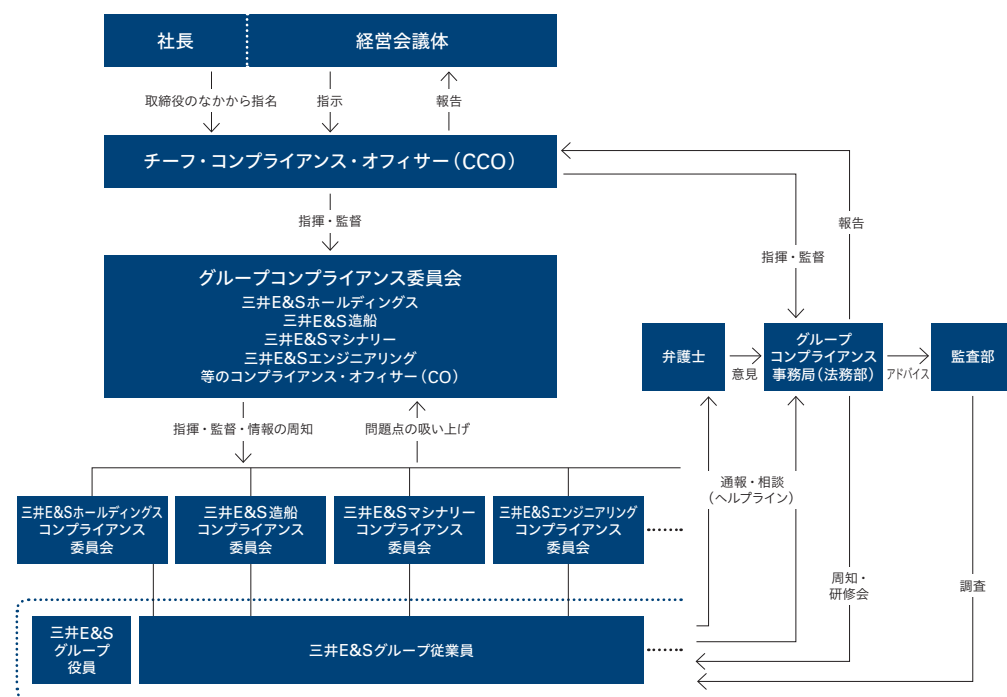 社長
経営会議体
取締役のなかから指名
指示
報告
チーフ・コンプライアンス・オフィサー（CCO）
指揮・監督
報告
指揮・監督
グループコンプライアンス委員会
三井E&Sホールディングス
三井E&S造船
三井E&Sマシナリー
三井E&Sエンジニアリング
等のコンプライアンス・オフィサー（CO）
弁護士
意見
グループ
コンプライアンス
事務局（法務部）
アドバイス
監査部
指揮・監督・情報の周知
問題点の吸い上げ
通報・相談
（ヘルプライン）
三井E&Sホールディングス
コンプライアンス
委員会
三井E&S造船
コンプライアンス
委員会
三井E&Sマシナリー
コンプライアンス
委員会
三井E&Sエンジニアリング
コンプライアンス
委員会
周知・
研修会
調査
三井E&S
グループ
役員
三井E&Sグループ従業員